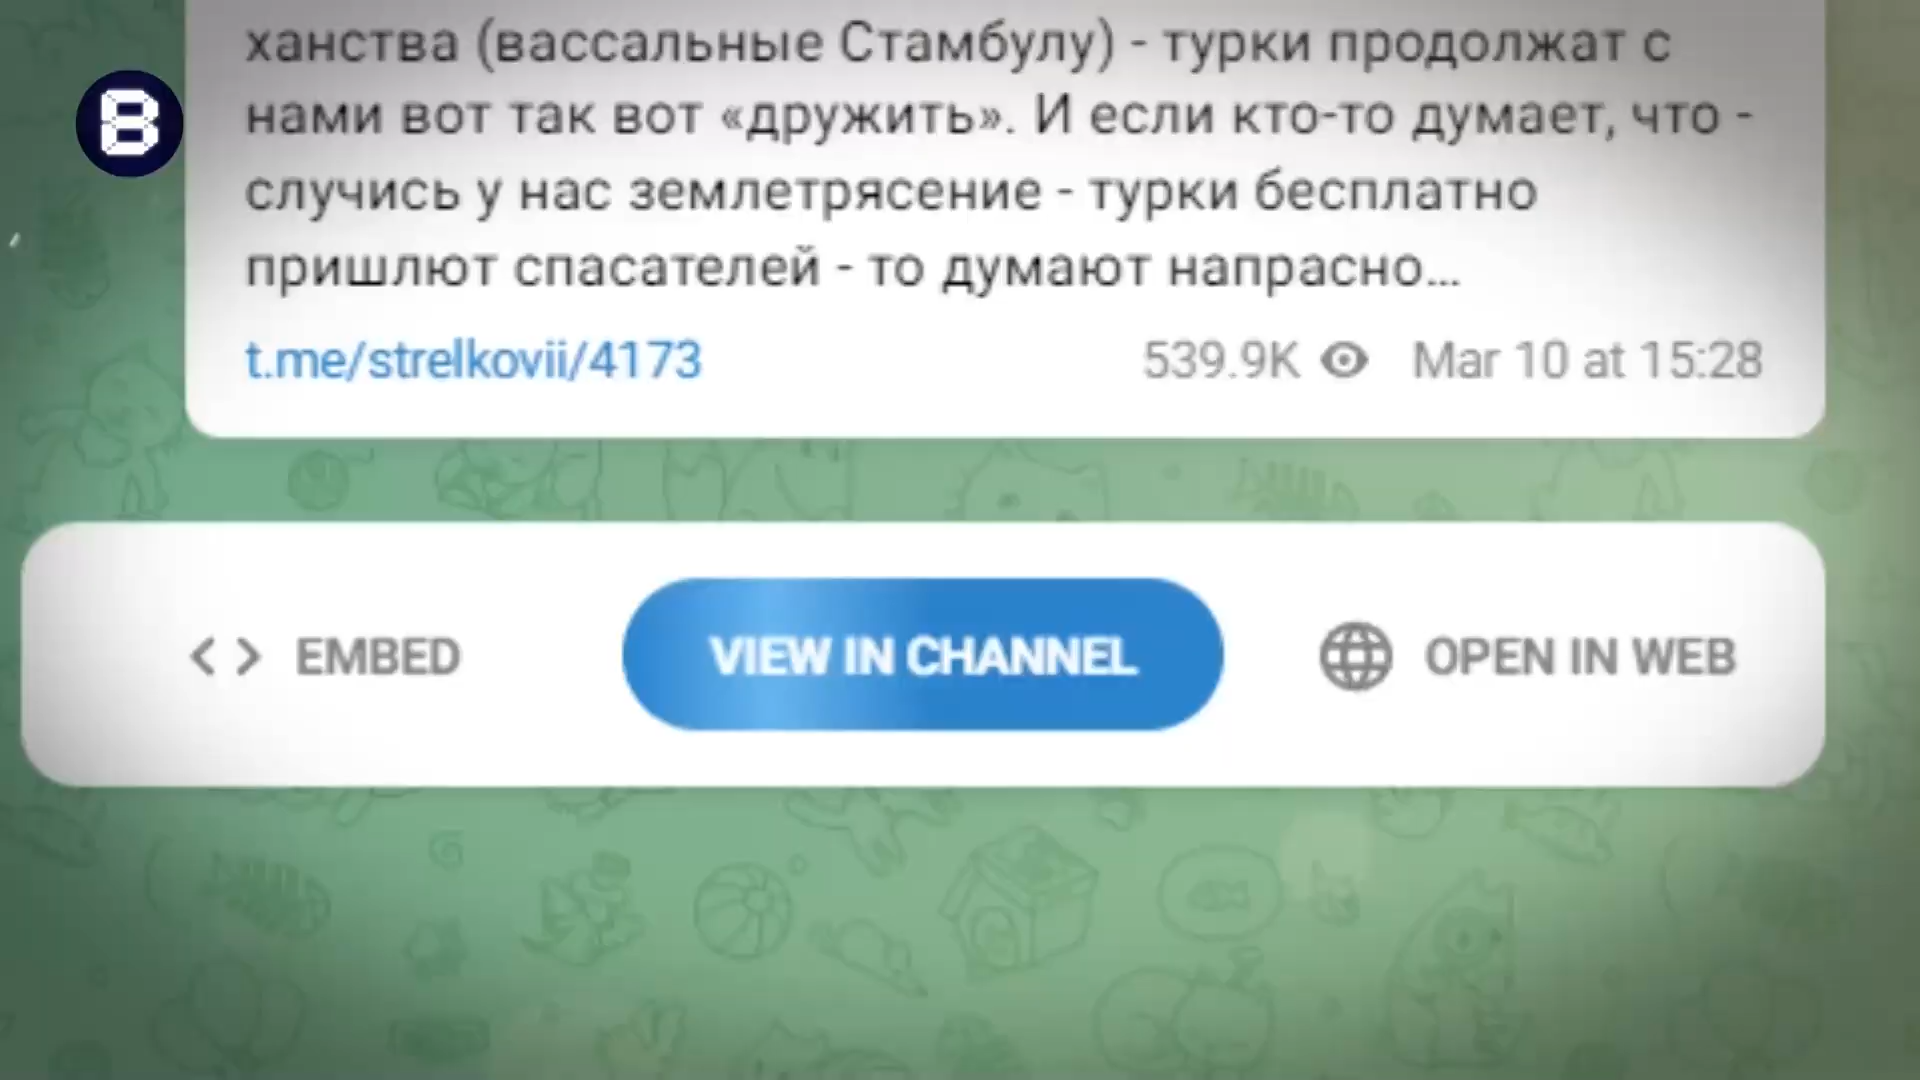 ханства (вассальные Стамбулу) - турки продолжат с
нами вот так вот «дружить». И если кто-то думает, что -
случись у нас землетрясение - турки бесплатно
пришлют спасателей - то думают напрасно...
t.me/strelkovii/4173 539.9K Mar 10 at 15:28
EMBED VIEW IN CHANNEL OPEN IN WEB
B